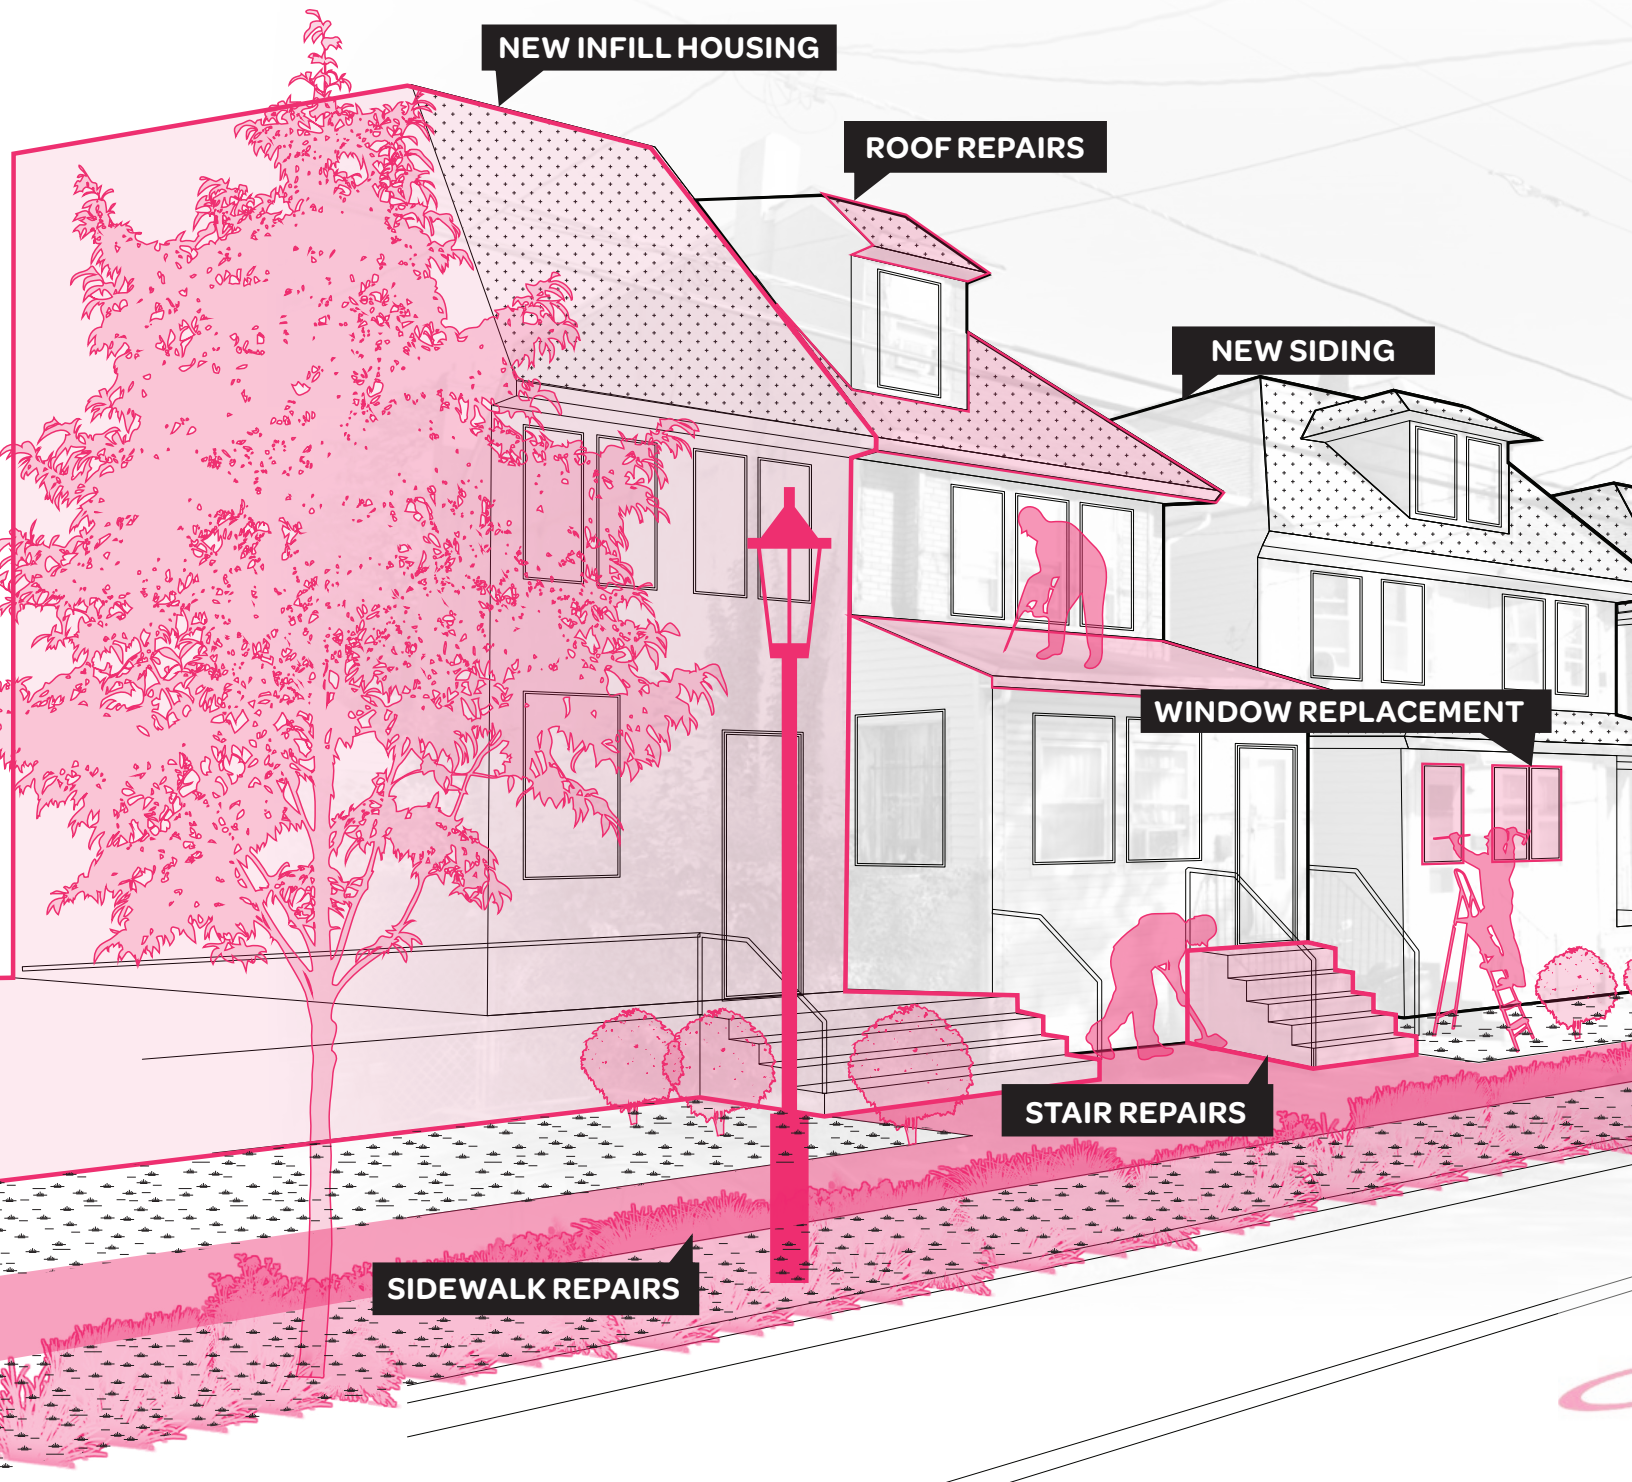 NEW INFILL HOUSING
ROOF REPAIRS
NEW SIDING
WINDOW REPLACEMENT
STAIR REPAIRS
SIDEWALK REPAIRS